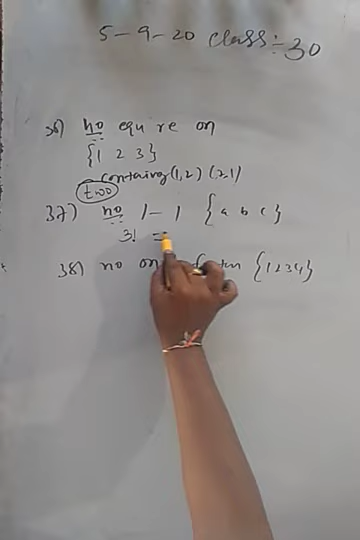 5-9-20 class:-30
36) no equi re on
{1 2 3}
containing (1,2) (2,1)
two
37) no 1-1 {a b c}
3! =
38) no on {1 2 3 4}